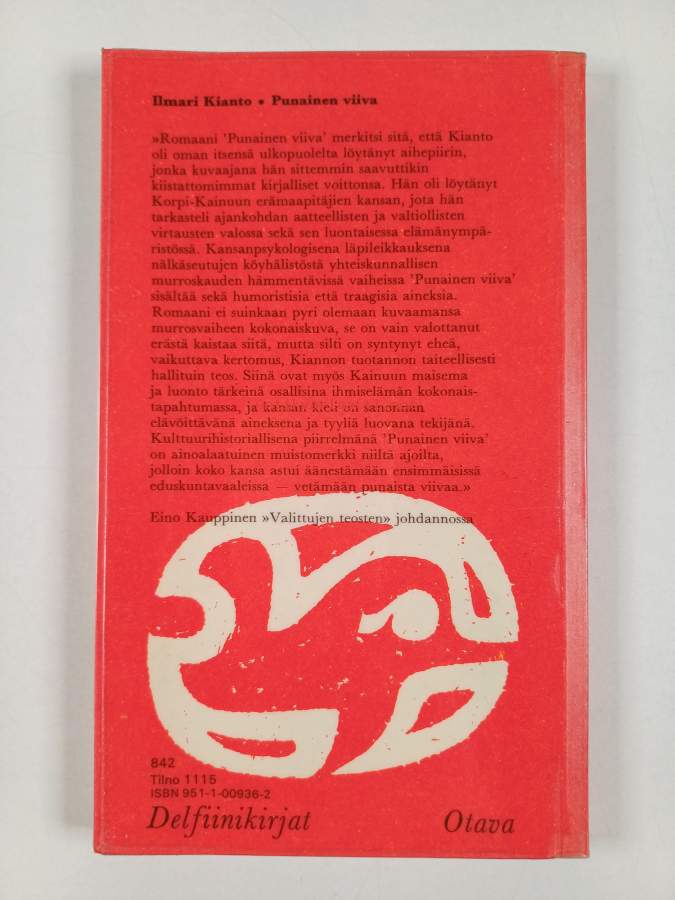 Ilmari Kianto • Punainen viiva
»Romaani 'Punainen viiva' merkitsi sitä, että Kianto
oli oman itsensä ulkopuolelta löytänyt aihepiirin,
jonka kuvaajana hän sittemmin saavuttikin
kiistattomimmat kirjalliset voittonsa. Hän oli löytänyt
Korpi-Kainuun erämaapitäjien kansan, jota hän
tarkasteli ajankohdan aatteellisten ja valtiollisten
virtausten valossa sekä sen luontaisessa elämänympä-
ristössä. Kansanpsykologisena läpileikkauksena
nälkäseutujen köyhälistöstä yhteiskunnallisen
murroskauden hämmentävissä vaiheissa 'Punainen viiva'
sisältää sekä humoristisia että traagisia aineksia.
Romaani ei suinkaan pyri olemaan kuvaamansa
murrosvaiheen kokonaiskuva, se on vain valottanut
erästä kaistaa siitä, mutta silti on syntynyt eheä,
vaikuttava kertomus, Kiannon tuotannon taiteellisesti
hallituin teos. Siinä ovat myös Kainuun maisema
ja luonto tärkeinä osallisina ihmiselämän kokonais-
tapahtumassa, ja kansan kieli on sanonnan
elävöittävänä aineksena ja tyyliä luovana tekijänä.
Kulttuurihistoriallisena piirrelmänä 'Punainen viiva'
on ainoalaatuinen muistomerkki niiltä ajoilta,
jolloin koko kansa astui äänestämään ensimmäisissä
eduskuntavaaleissa — vetämään punaista viivaa.»
Eino Kauppinen »Valittujen teosten» johdannossa
842
Tilno 1115
ISBN 951-1-00936-2
Delfiinikirjat Otava